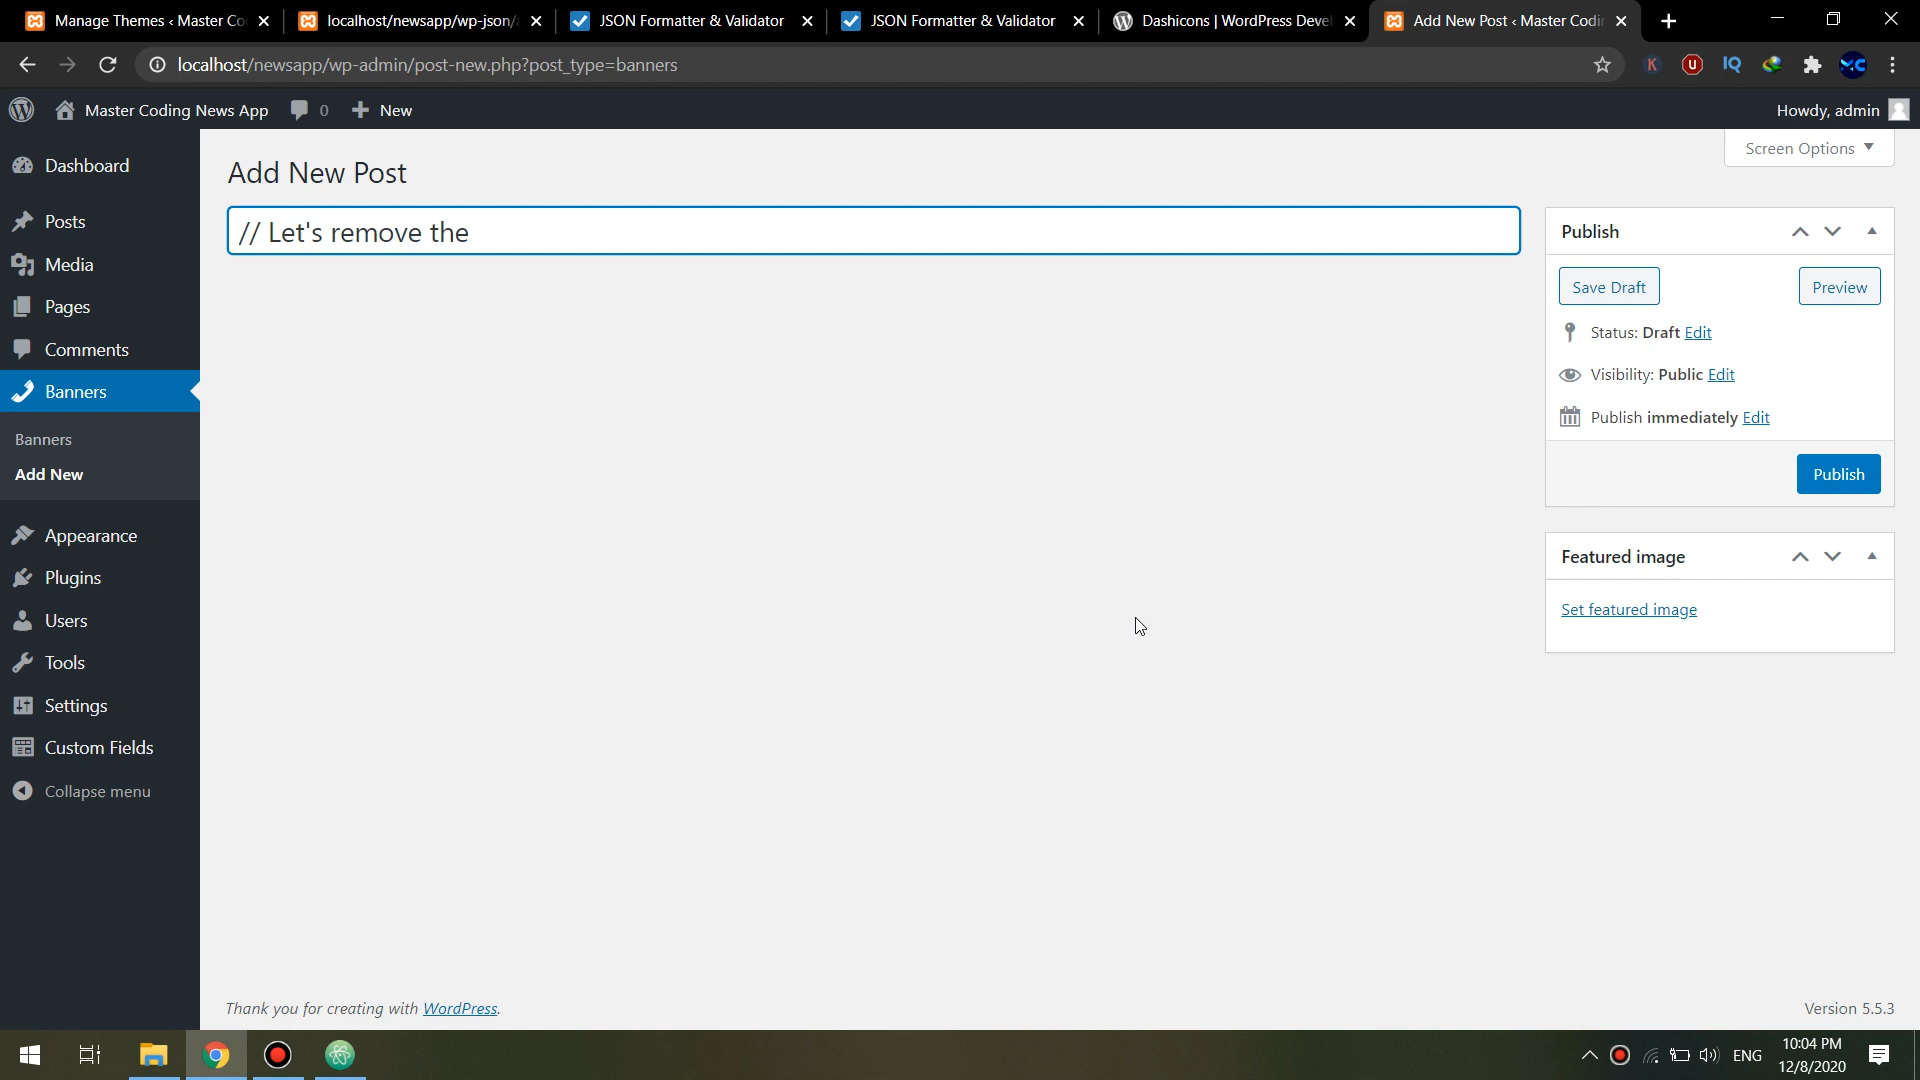 Manage Themes ‹ Master Co
localhost/newsapp/wp-json/
JSON Formatter & Validator
JSON Formatter & Validator
Dashicons | WordPress Deve
Add New Post ‹ Master Codi
localhost/newsapp/wp-admin/post-new.php?post_type=banners
K
IQ
Master Coding News App
0
New
Howdy, admin
Screen Options
Dashboard
Posts
Media
Pages
Comments
Banners
Banners
Add New
Appearance
Plugins
Users
Tools
Settings
Custom Fields
Collapse menu
Add New Post
// Let's remove the
Publish
Save Draft
Preview
Status: Draft Edit
Visibility: Public Edit
Publish immediately Edit
Publish
Featured image
Set featured image
Thank you for creating with WordPress.
Version 5.5.3
ENG
10:04 PM
12/8/2020